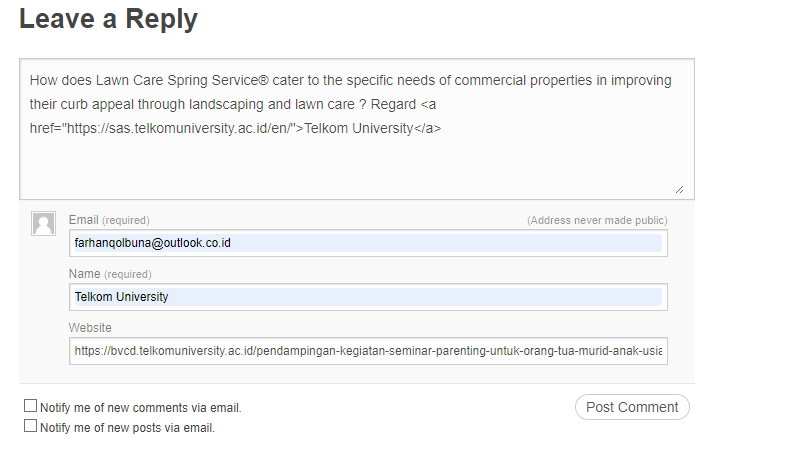 Leave a Reply
How does Lawn Care Spring Service® cater to the specific needs of commercial properties in improving
their curb appeal through landscaping and lawn care ? Regard <a
href="https://sas.telkomuniversity.ac.id/en/">Telkom University</a>
Email (required) (Address never made public)
farhanqolbuna@outlook.co.id
Name (required)
Telkom University
Website
https://bvcd.telkomuniversity.ac.id/pendampingan-kegiatan-seminar-parenting-untuk-orang-tua-murid-anak-usia
Notify me of new comments via email.
Post Comment
Notify me of new posts via email.